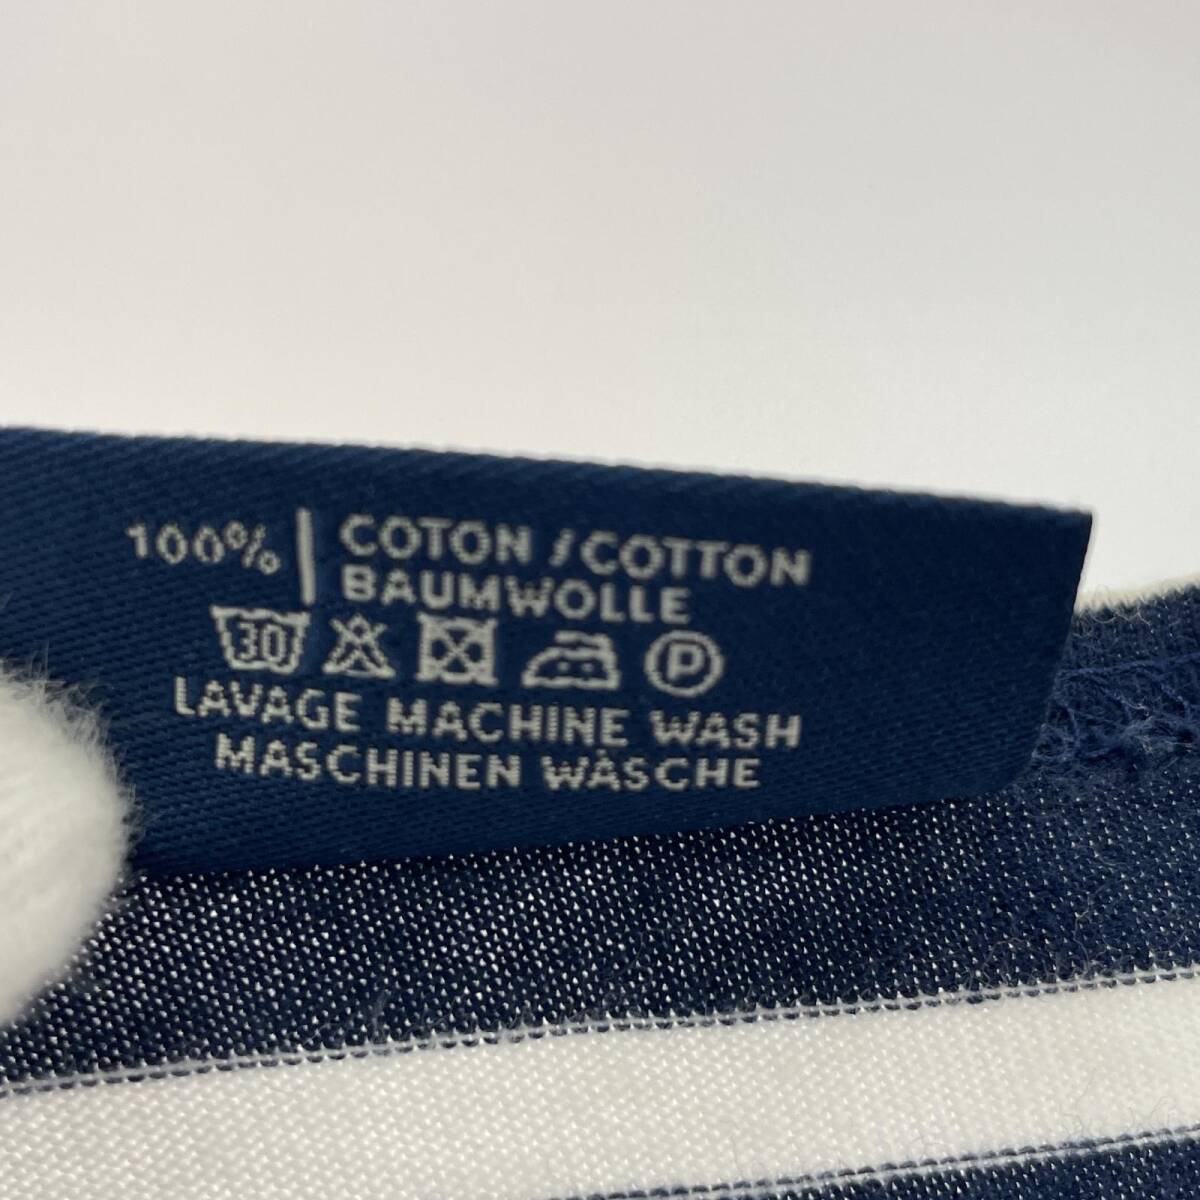 100% | COTON / COTTON
BAUMWOLLE
30 P
LAVAGE MACHINE WASH
MASCHINEN WÄSCHE